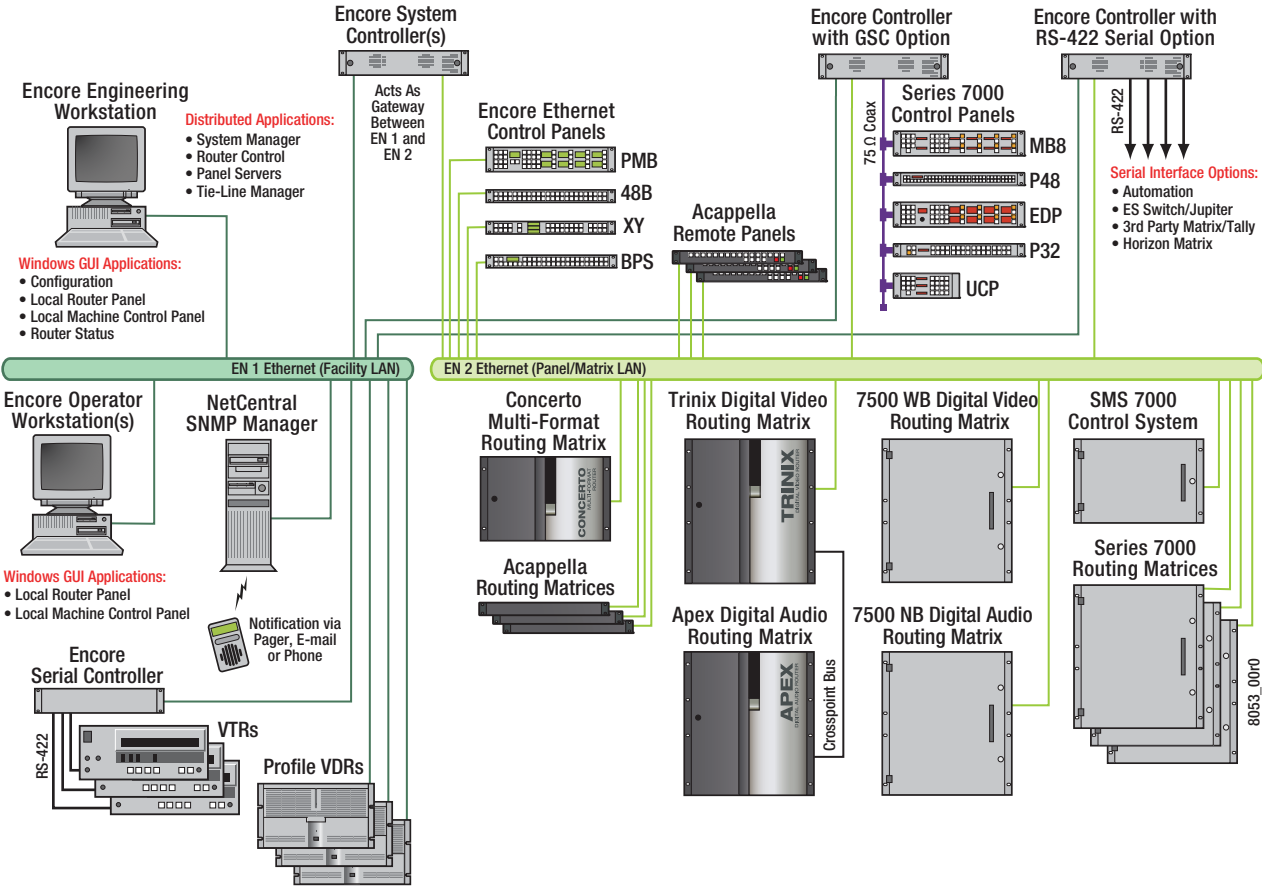 Encore System
Controller(s)
Encore Controller
with GSC Option
Encore Controller with
RS-422 Serial Option
Encore Engineering
Workstation
Distributed Applications:
• System Manager
• Router Control
• Panel Servers
• Tie-Line Manager
Acts As
Gateway
Between
EN 1 and
EN 2
Encore Ethernet
Control Panels
PMB
48B
XY
BPS
Acappella
Remote Panels
75 Ω Coax
Series 7000
Control Panels
MB8
P48
EDP
P32
UCP
RS-422
Serial Interface Options:
• Automation
• ES Switch/Jupiter
• 3rd Party Matrix/Tally
• Horizon Matrix
Windows GUI Applications:
• Configuration
• Local Router Panel
• Local Machine Control Panel
• Router Status
EN 1 Ethernet (Facility LAN)
EN 2 Ethernet (Panel/Matrix LAN)
Encore Operator
Workstation(s)
NetCentral
SNMP Manager
Windows GUI Applications:
• Local Router Panel
• Local Machine Control Panel
Notification via
Pager, E-mail
or Phone
Encore
Serial Controller
RS-422
VTRs
Profile VDRs
Concerto
Multi-Format
Routing Matrix
CONCERTO
MULTI-FORMAT
ROUTER
Acappella
Routing Matrices
Trinix Digital Video
Routing Matrix
TRINIX
DIGITAL VIDEO ROUTER
Apex Digital Audio
Routing Matrix
APEX
DIGITAL AUDIO ROUTER
Crosspoint Bus
7500 WB Digital Video
Routing Matrix
7500 NB Digital Audio
Routing Matrix
SMS 7000
Control System
Series 7000
Routing Matrices
8053_00r0